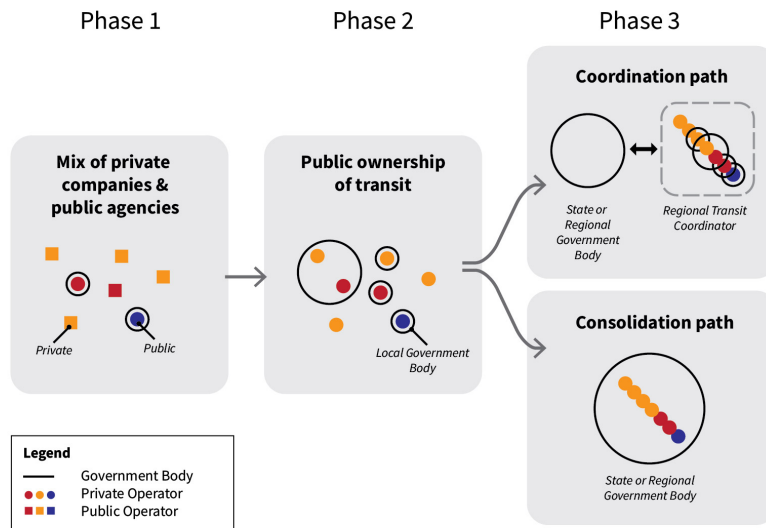 Phase 1
Phase 2
Phase 3
Mix of private
companies &
public agencies
Private
Public
Public ownership
of transit
Local Government
Body
Coordination path
State or
Regional
Government
Body
Regional Transit
Coordinator
Consolidation path
State or Regional
Government Body
Legend
Government Body
Private Operator
Public Operator